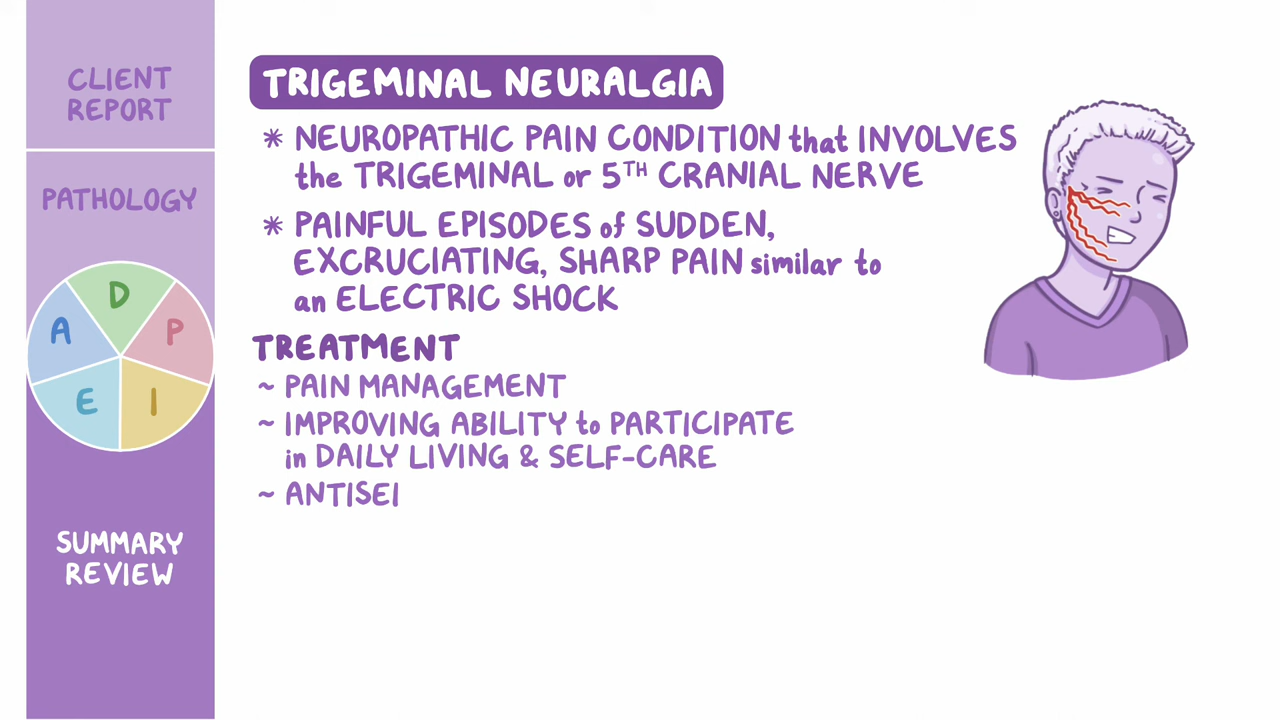 CLIENT
REPORT
PATHOLOGY
D
A
P
E
I
SUMMARY
REVIEW
TRIGEMINAL NEURALGIA
* NEUROPATHIC PAIN CONDITION that INVOLVES
the TRIGEMINAL or 5TH CRANIAL NERVE
* PAINFUL EPISODES of SUDDEN,
EXCRUCIATING, SHARP PAIN similar to
an ELECTRIC SHOCK
TREATMENT
~ PAIN MANAGEMENT
~ IMPROVING ABILITY to PARTICIPATE
in DAILY LIVING & SELF-CARE
~ ANTISEI